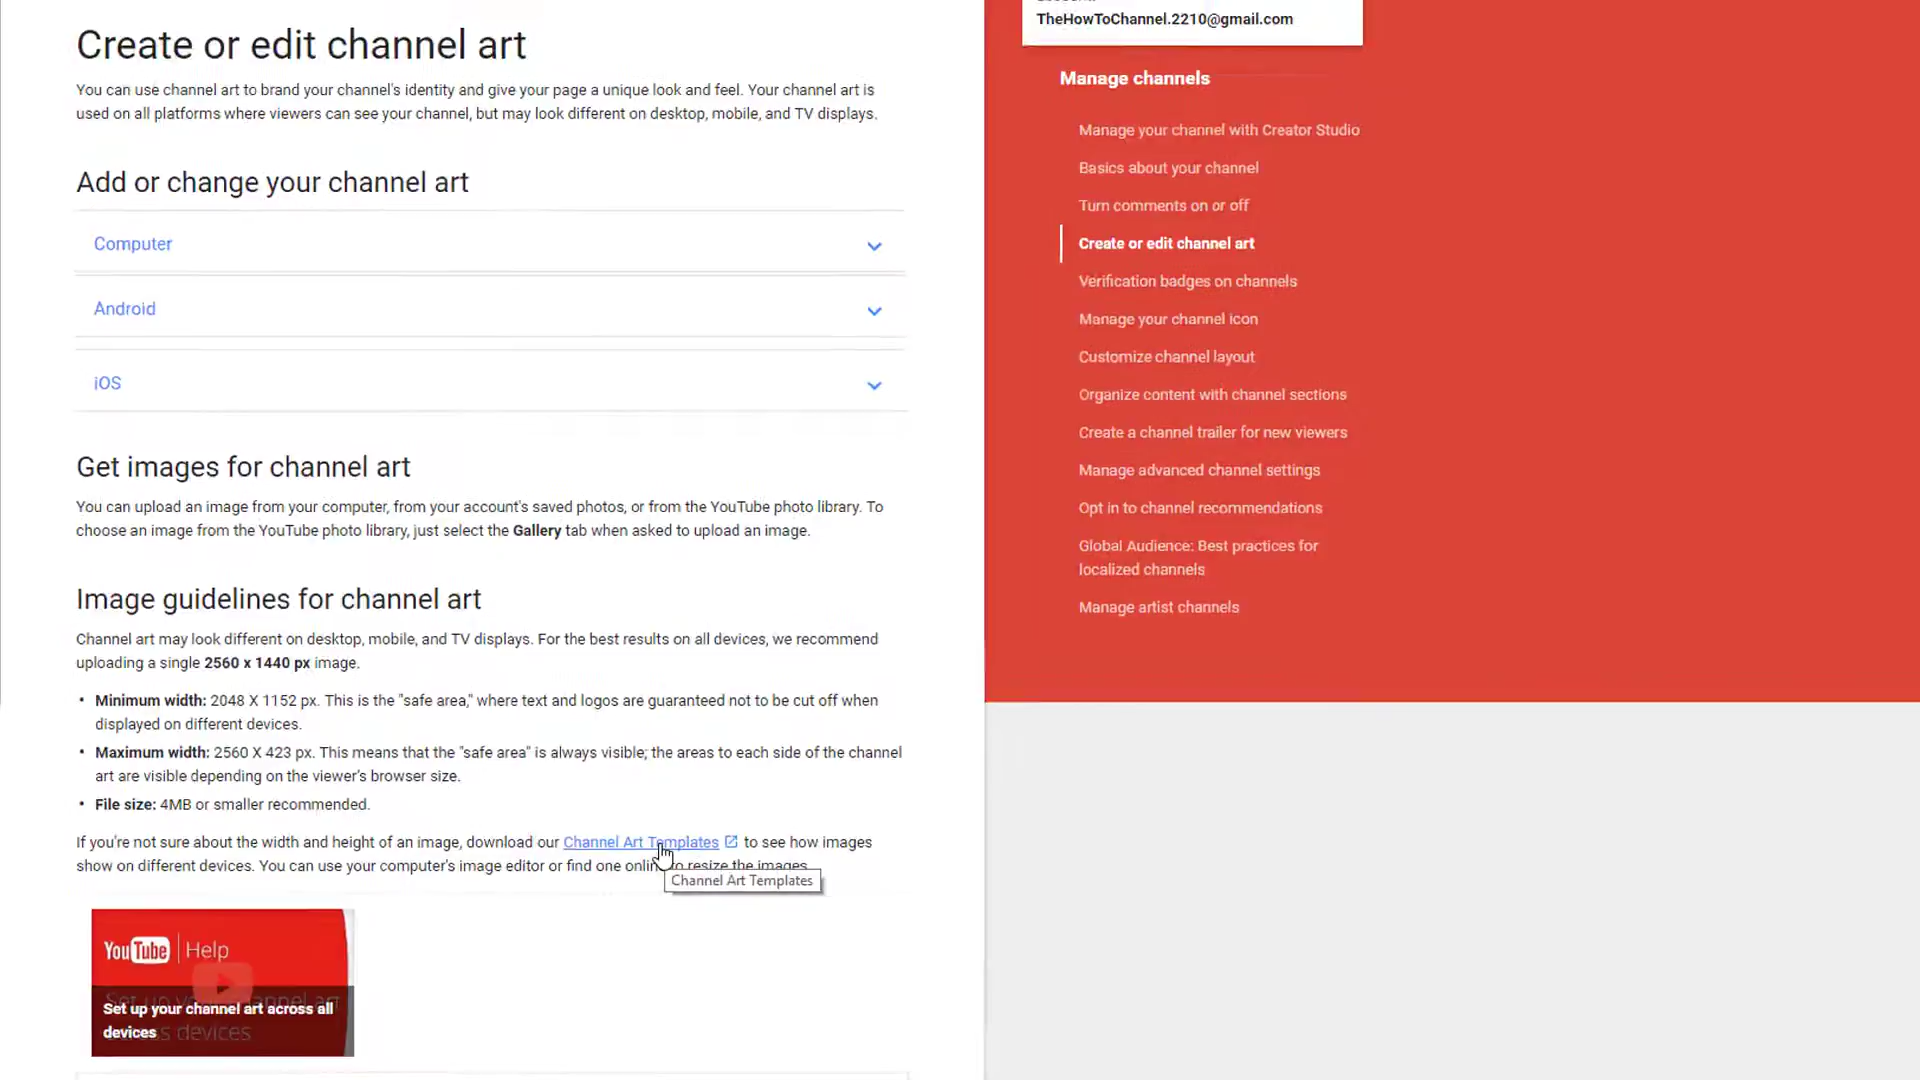 Create or edit channel art
You can use channel art to brand your channel's identity and give your page a unique look and feel. Your channel art is
used on all platforms where viewers can see your channel, but may look different on desktop, mobile, and TV displays.
Add or change your channel art
Computer
Android
iOS
Get images for channel art
You can upload an image from your computer, from your account's saved photos, or from the YouTube photo library. To
choose an image from the YouTube photo library, just select the Gallery tab when asked to upload an image.
Image guidelines for channel art
Channel art may look different on desktop, mobile, and TV displays. For the best results on all devices, we recommend
uploading a single 2560 x 1440 px image.
• Minimum width: 2048 X 1152 px. This is the "safe area," where text and logos are guaranteed not to be cut off when
displayed on different devices.
• Maximum width: 2560 X 423 px. This means that the "safe area" is always visible; the areas to each side of the channel
art are visible depending on the viewer's browser size.
• File size: 4MB or smaller recommended.
If you're not sure about the width and height of an image, download our Channel Art Templates to see how images
show on different devices. You can use your computer's image editor or find one online to resize the images.
Channel Art Templates
YouTube Help
Set up your channel art across all
devices
TheHowToChannel.2210@gmail.com
Manage channels
Manage your channel with Creator Studio
Basics about your channel
Turn comments on or off
Create or edit channel art
Verification badges on channels
Manage your channel icon
Customize channel layout
Organize content with channel sections
Create a channel trailer for new viewers
Manage advanced channel settings
Opt in to channel recommendations
Global Audience: Best practices for
localized channels
Manage artist channels